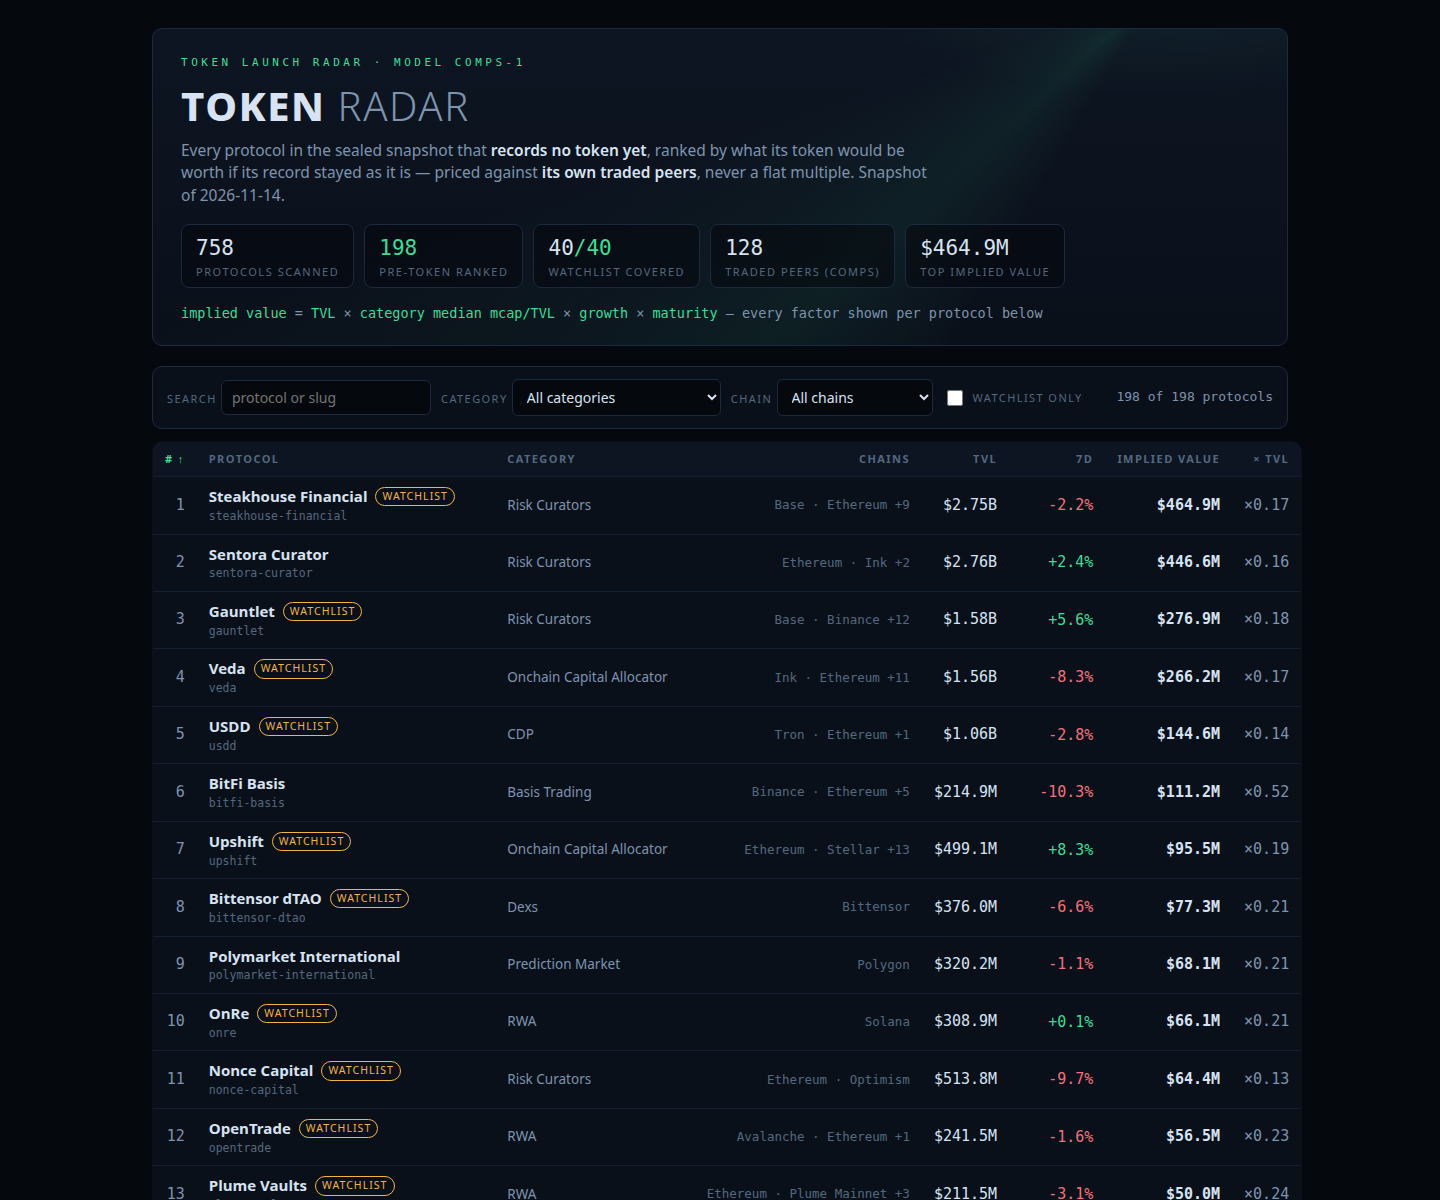 TOKEN LAUNCH RADAR · MODEL COMPS-1
TOKEN RADAR
Every protocol in the sealed snapshot that records no token yet, ranked by what its token would be
worth if its record stayed as it is — priced against its own traded peers, never a flat multiple. Snapshot
of 2026-11-14.
758 198 40/40 128 $464.9M
PROTOCOLS SCANNED PRE-TOKEN RANKED WATCHLIST COVERED TRADED PEERS (COMPS) TOP IMPLIED VALUE
implied value = TVL × category median mcap/TVL × growth × maturity — every factor shown per protocol below
SEARCH protocol or slug CATEGORY All categories CHAIN All chains WATCHLIST ONLY 198 of 198 protocols
# ↑ PROTOCOL CATEGORY CHAINS TVL 7D IMPLIED VALUE × TVL
1 Steakhouse Financial WATCHLIST Risk Curators Base · Ethereum +9 $2.75B -2.2% $464.9M ×0.17
steakhouse-financial
2 Sentora Curator Risk Curators Ethereum · Ink +2 $2.76B +2.4% $446.6M ×0.16
sentora-curator
3 Gauntlet WATCHLIST Risk Curators Base · Binance +12 $1.58B +5.6% $276.9M ×0.18
gauntlet
4 Veda WATCHLIST Onchain Capital Allocator Ink · Ethereum +11 $1.56B -8.3% $266.2M ×0.17
veda
5 USDD WATCHLIST CDP Tron · Ethereum +1 $1.06B -2.8% $144.6M ×0.14
usdd
6 BitFi Basis Basis Trading Binance · Ethereum +5 $214.9M -10.3% $111.2M ×0.52
bitfi-basis
7 Upshift WATCHLIST Onchain Capital Allocator Ethereum · Stellar +13 $499.1M +8.3% $95.5M ×0.19
upshift
8 Bittensor dTAO WATCHLIST Dexs Bittensor $376.0M -6.6% $77.3M ×0.21
bittensor-dtao
9 Polymarket International Prediction Market Polygon $320.2M -1.1% $68.1M ×0.21
polymarket-international
10 OnRe WATCHLIST RWA Solana $308.9M +0.1% $66.1M ×0.21
onre
11 Nonce Capital WATCHLIST Risk Curators Ethereum · Optimism $513.8M -9.7% $64.4M ×0.13
nonce-capital
12 OpenTrade WATCHLIST RWA Avalanche · Ethereum +1 $241.5M -1.6% $56.5M ×0.23
opentrade
13 Plume Vaults WATCHLIST RWA Ethereum · Plume Mainnet +3 $211.5M -3.1% $50.0M ×0.24